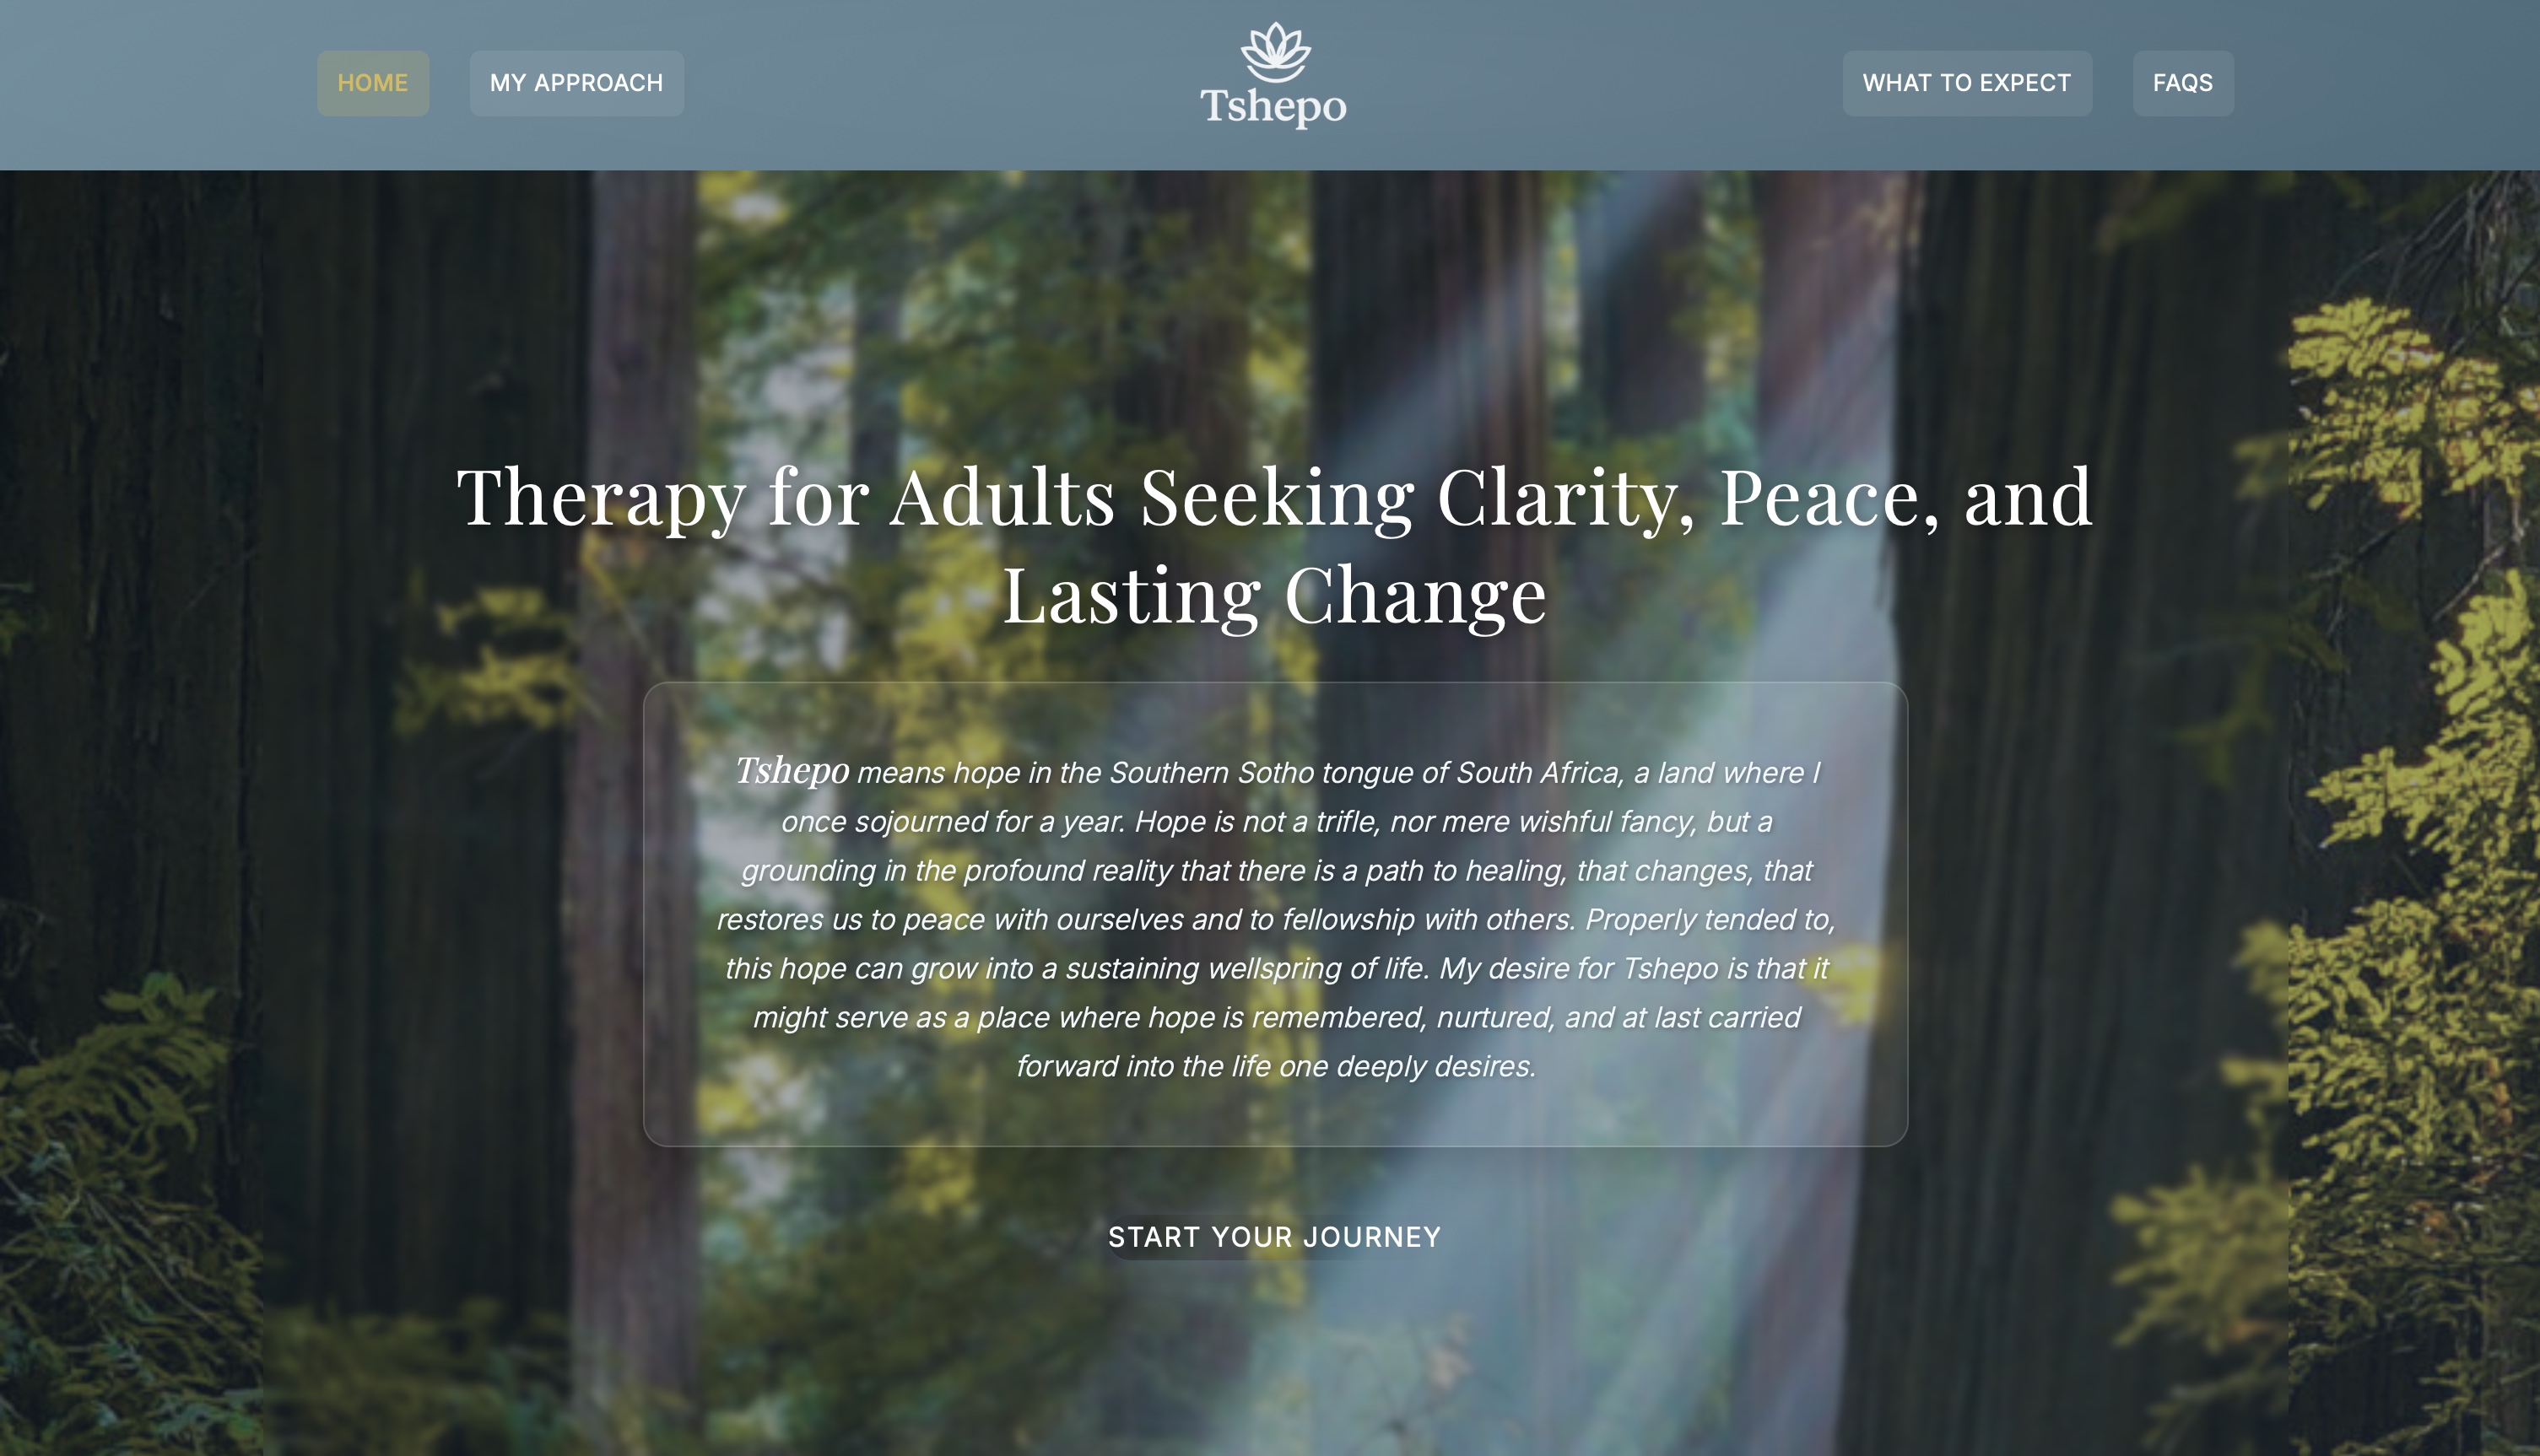 HOME
MY APPROACH
Tshepo
WHAT TO EXPECT
FAQS
Therapy for Adults Seeking Clarity, Peace, and
Lasting Change
Tshepo means hope in the Southern Sotho tongue of South Africa, a land where I
once sojourned for a year. Hope is not a trifle, nor mere wishful fancy, but a
grounding in the profound reality that there is a path to healing, that changes, that
restores us to peace with ourselves and to fellowship with others. Properly tended to,
this hope can grow into a sustaining wellspring of life. My desire for Tshepo is that it
might serve as a place where hope is remembered, nurtured, and at last carried
forward into the life one deeply desires.
START YOUR JOURNEY